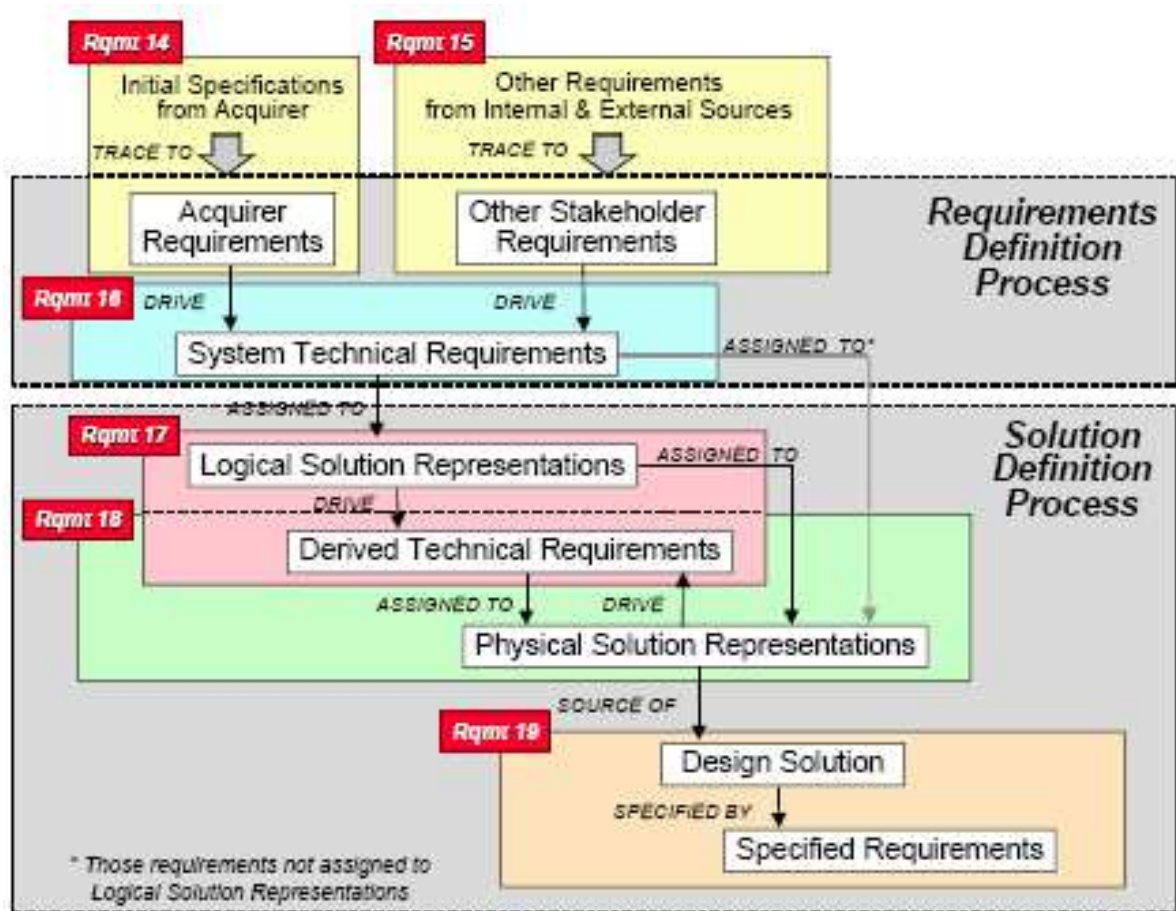 Rqmt 14
Initial Specifications
from Acquirer
TRACE TO
Rqmt 15
Other Requirements
from Internal & External Sources
TRACE TO
Acquirer
Requirements
Other Stakeholder
Requirements
Requirements
Definition
Process
Rqmt 16
DRIVE
DRIVE
System Technical Requirements
ASSIGNED TO*
ASSIGNED TO
Solution
Definition
Process
Rqmt 17
Logical Solution Representations
ASSIGNED TO
DRIVE
Rqmt 18
Derived Technical Requirements
ASSIGNED TO
DRIVE
Physical Solution Representations
SOURCE OF
Rqmt 19
Design Solution
SPECIFIED BY
Specified Requirements
* Those requirements not assigned to
Logical Solution Representations